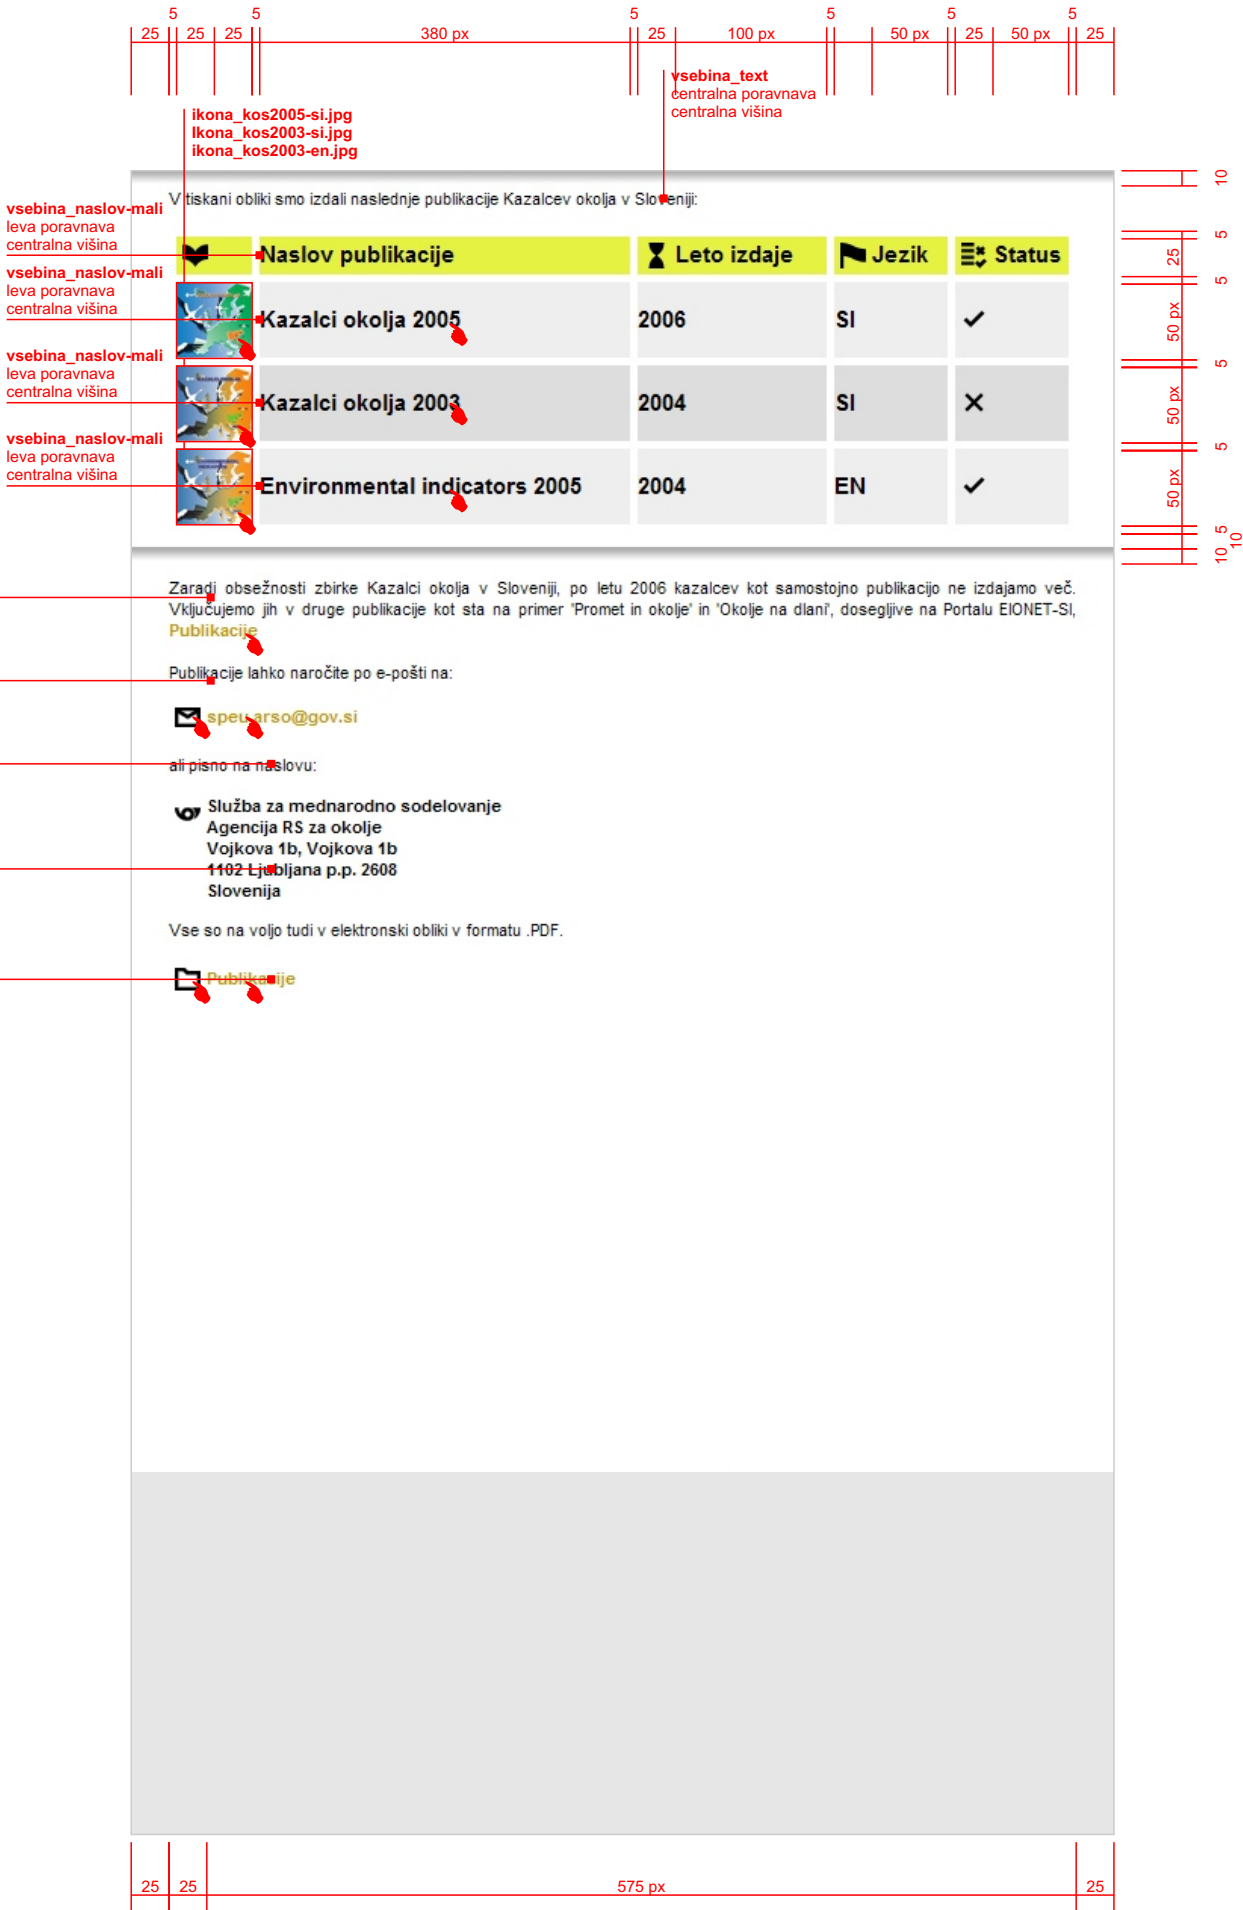 5 5 5 5 5 5
25 25 25 380 px 25 100 px 50 px 25 50 px 25
vsebina_text
centralna poravnava
centralna višina
ikona_kos2005-si.jpg
Ikona_kos2003-si.jpg
ikona_kos2003-en.jpg
10
V tiskani obliki smo izdali naslednje publikacije Kazalcev okolja v Sloveniji:
vsebina_naslov-mali
leva poravnava
centralna višina
5
25
Naslov publikacije Leto izdaje Jezik Status
vsebina_naslov-mali
leva poravnava
centralna višina
5
50 px
Kazalci okolja 2005 2006 SI
vsebina_naslov-mali
leva poravnava
centralna višina
5
50 px
Kazalci okolja 2003 2004 SI
vsebina_naslov-mali
leva poravnava
centralna višina
5
50 px
Environmental indicators 2005 2004 EN
5
10
10
Zaradi obsežnosti zbirke Kazalci okolja v Sloveniji, po letu 2006 kazalcev kot samostojno publikacijo ne izdajamo več.
Vključujemo jih v druge publikacije kot sta na primer 'Promet in okolje' in 'Okolje na dlani', dosegljive na Portalu EIONET-SI,
Publikacije
Publikacije lahko naročite po e-pošti na:
speu.arso@gov.si
ali pisno na naslovu:
Služba za mednarodno sodelovanje
Agencija RS za okolje
Vojkova 1b, Vojkova 1b
1102 Ljubljana p.p. 2608
Slovenija
Vse so na voljo tudi v elektronski obliki v formatu .PDF.
Publikacije
25 25 575 px 25